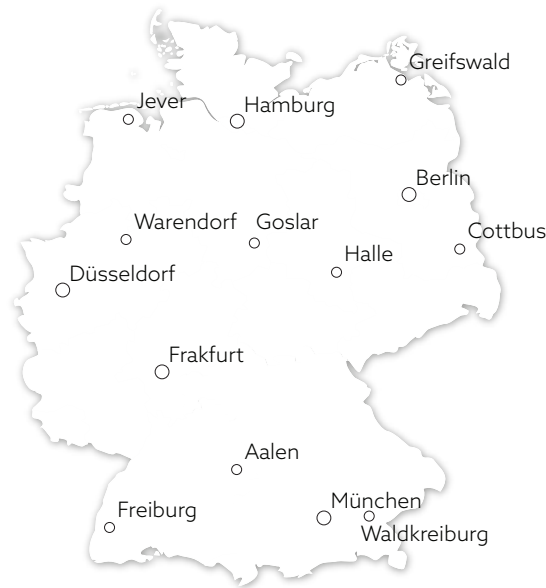 Greifswald
Jever
Hamburg
Berlin
Warendorf
Goslar
Cottbus
Halle
Düsseldorf
Frakfurt
Aalen
München
Freiburg
Waldkreiburg